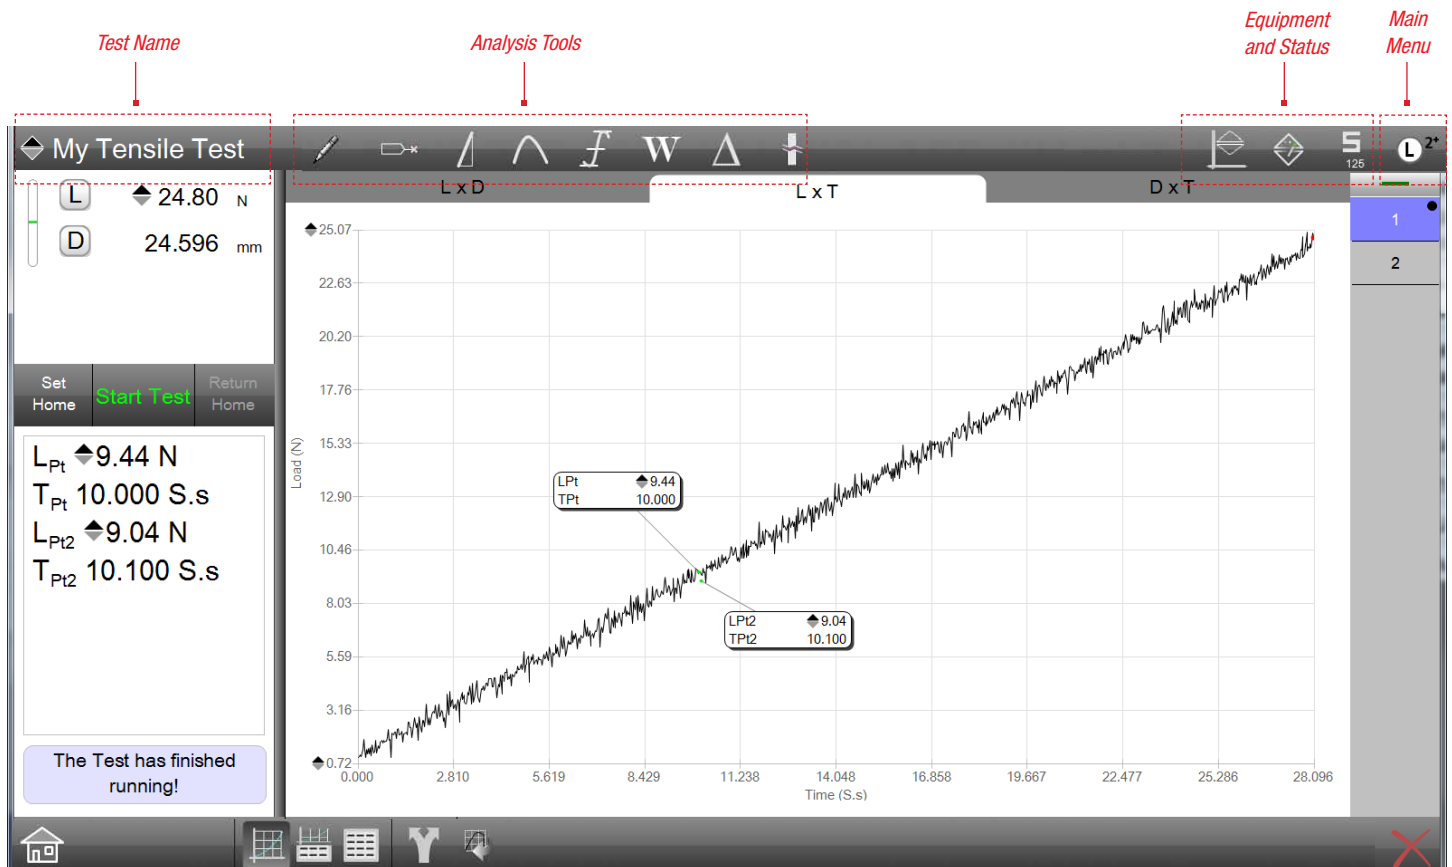 Test Name
Analysis Tools
Equipment
and Status
Main
Menu
My Tensile Test
W
S
125
L 2+
L 24.80 N
D 24.596 mm
L x D
L x T
D x T
1
2
Set
Home
Start Test
Return
Home
LPt 9.44 N
TPt 10.000 S.s
LPt2 9.04 N
TPt2 10.100 S.s
The Test has finished
running!
Load (N)
25.07
22.63
20.20
17.76
15.33
12.90
10.46
8.03
5.59
3.16
0.72
LPt 9.44
TPt 10.000
LPt2 9.04
TPt2 10.100
0.000 2.810 5.619 8.429 11.238 14.048 16.858 19.667 22.477 25.286 28.096
Time (S.s)